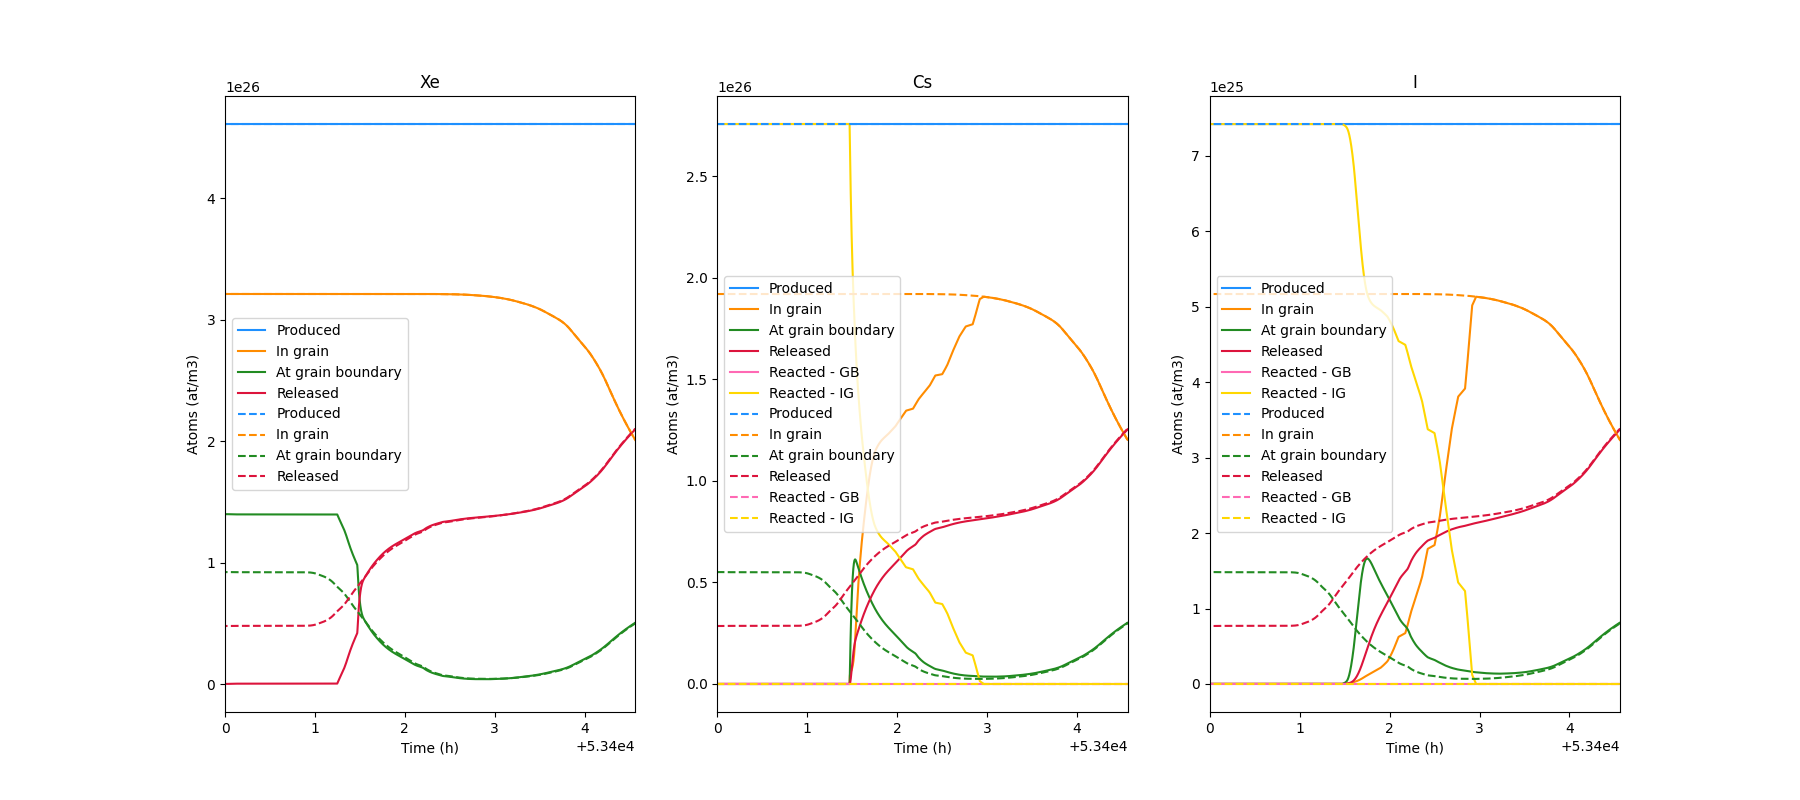 Xe
1e26
4
3
2
1
0
Atoms (at/m3)
Produced
In grain
At grain boundary
Released
Produced
In grain
At grain boundary
Released
0 1 2 3 4
Time (h)
+5.34e4
Cs
1e26
2.5
2.0
1.5
1.0
0.5
0.0
Atoms (at/m3)
Produced
In grain
At grain boundary
Released
Reacted - GB
Reacted - IG
Produced
In grain
At grain boundary
Released
Reacted - GB
Reacted - IG
0 1 2 3 4
Time (h)
+5.34e4
I
1e25
7
6
5
4
3
2
1
0
Atoms (at/m3)
Produced
In grain
At grain boundary
Released
Reacted - GB
Reacted - IG
Produced
In grain
At grain boundary
Released
Reacted - GB
Reacted - IG
0 1 2 3 4
Time (h)
+5.34e4